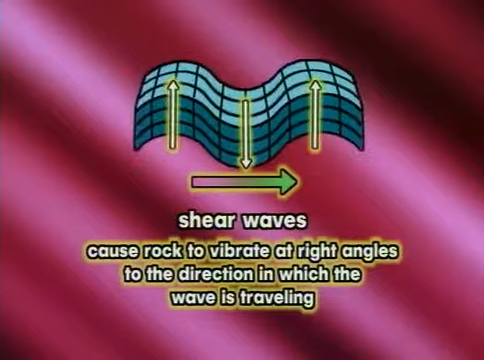 shear waves
cause rock to vibrate at right angles
to the direction in which the
wave is traveling